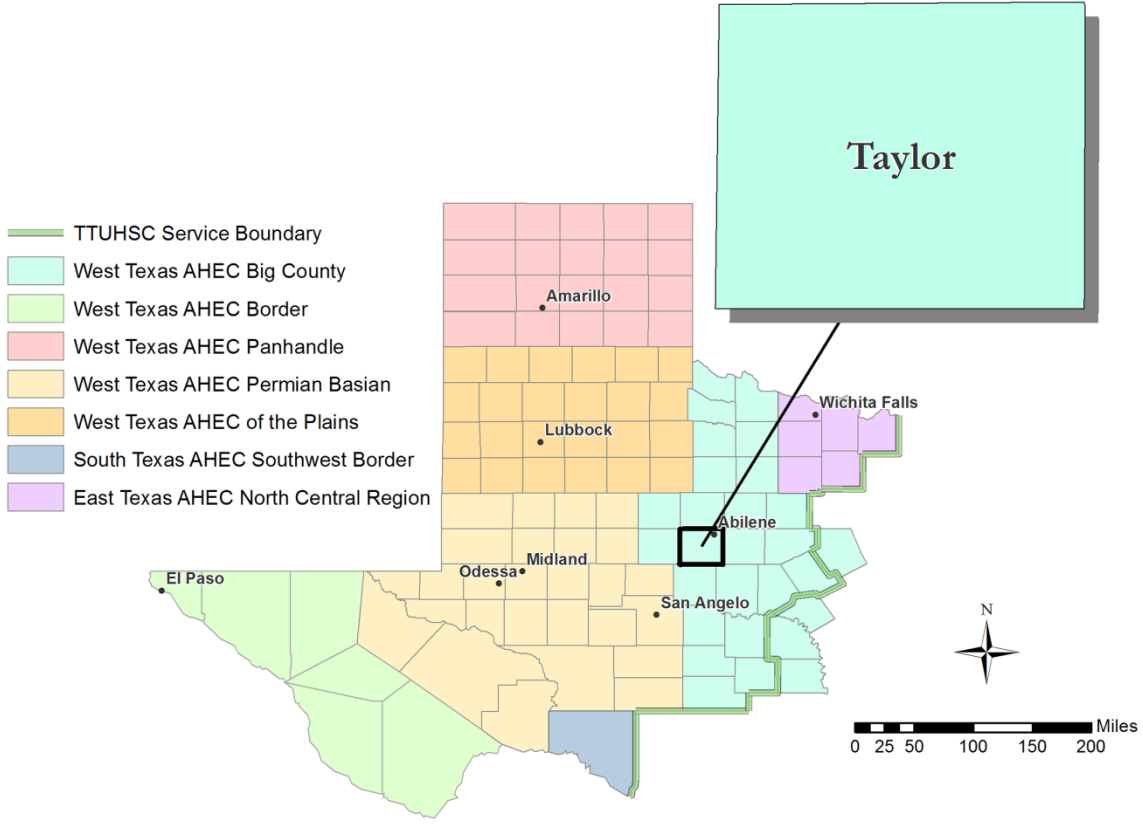 Taylor
TTUHSC Service Boundary
West Texas AHEC Big County
West Texas AHEC Border
West Texas AHEC Panhandle
West Texas AHEC Permian Basian
West Texas AHEC of the Plains
South Texas AHEC Southwest Border
East Texas AHEC North Central Region
Amarillo
Wichita Falls
Lubbock
Abilene
Midland
Odessa
El Paso
San Angelo
N
Miles
0 25 50 100 150 200